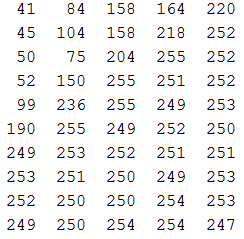 41 84 158 164 220
45 104 158 218 252
50 75 204 255 252
52 150 255 251 252
99 236 255 249 253
190 255 249 252 250
249 253 252 251 251
253 251 250 249 253
252 250 250 254 253
249 250 254 254 247